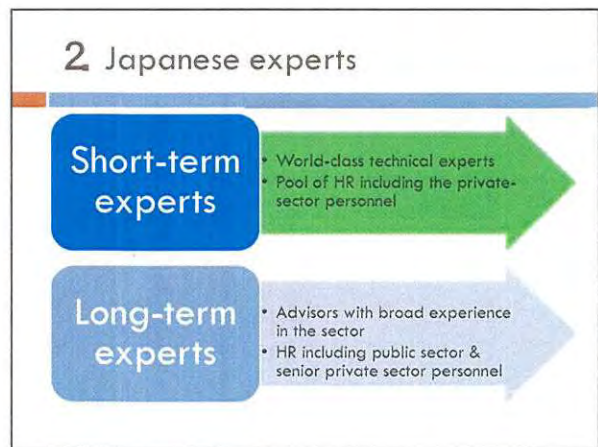 2 Japanese experts
Short-term
experts
• World-class technical experts
• Pool of HR including the private-
sector personnel
Long-term
experts
• Advisors with broad experience
in the sector
• HR including public sector &
senior private sector personnel